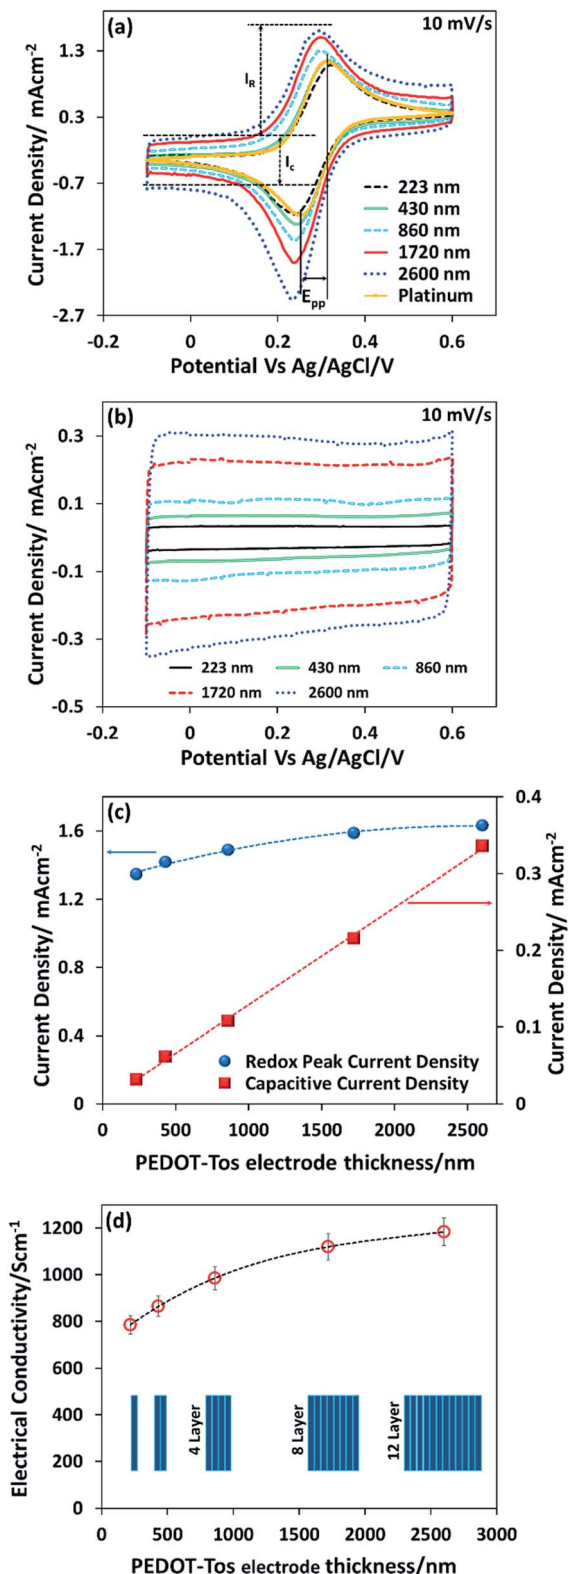 (a) 10 mV/s
Current Density/ mAcm-2
1.3
0.3
-0.7
-1.7
-2.7
IR
Ic
Epp
223 nm
430 nm
860 nm
1720 nm
2600 nm
Platinum
-0.2 0 0.2 0.4 0.6
Potential Vs Ag/AgCl/V
(b) 10 mV/s
Current Density/ mAcm-2
0.3
0.1
-0.1
-0.3
-0.5
223 nm 430 nm 860 nm
1720 nm 2600 nm
-0.2 0 0.2 0.4 0.6
Potential Vs Ag/AgCl/V
(c)
Current Density/ mAcm-2
1.6
1.2
0.8
0.4
0
0.4
0.3
0.2
0.1
0
Current Density/ mAcm-2
Redox Peak Current Density
Capacitive Current Density
0 500 1000 1500 2000 2500
PEDOT-Tos electrode thickness/nm
(d)
Electrical Conductivity/Scm-1
1200
1000
800
600
400
200
0
4 Layer
8 Layer
12 Layer
0 500 1000 1500 2000 2500 3000
PEDOT-Tos electrode thickness/nm